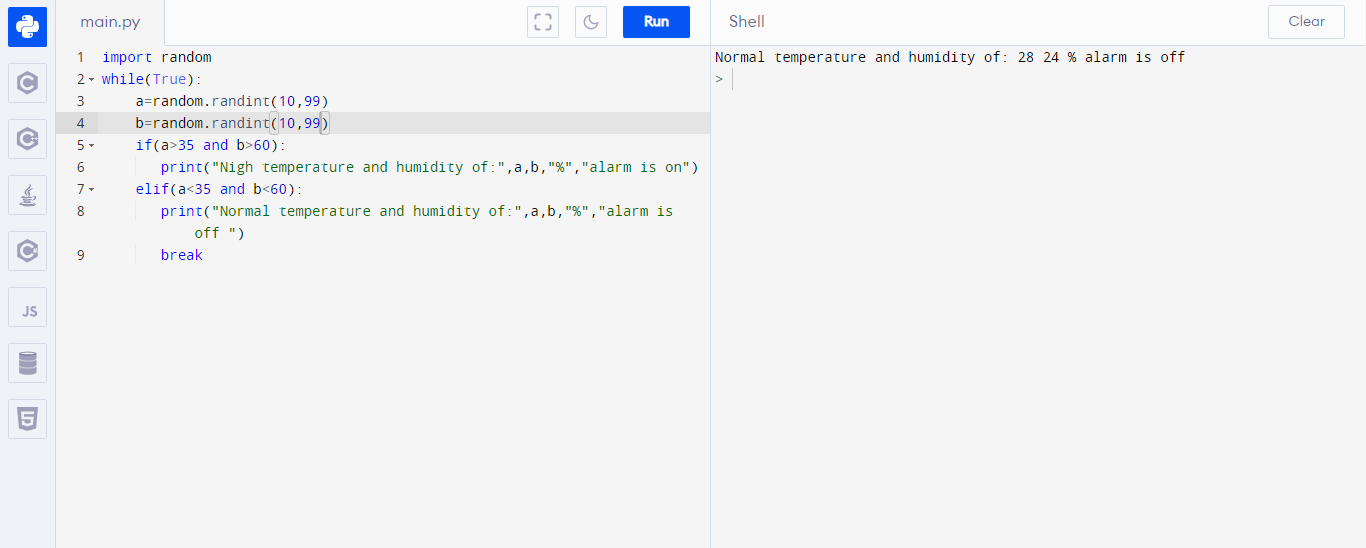 main.py
Run
Shell
Clear
1 import random
2 while(True):
3 a=random.randint(10,99)
4 b=random.randint(10,99)
5 if(a>35 and b>60):
6 print("Nigh temperature and humidity of:",a,b,"%","alarm is on")
7 elif(a<35 and b<60):
8 print("Normal temperature and humidity of:",a,b,"%","alarm is
off ")
9 break
Normal temperature and humidity of: 28 24 % alarm is off
>
C
C++
C
JS
5